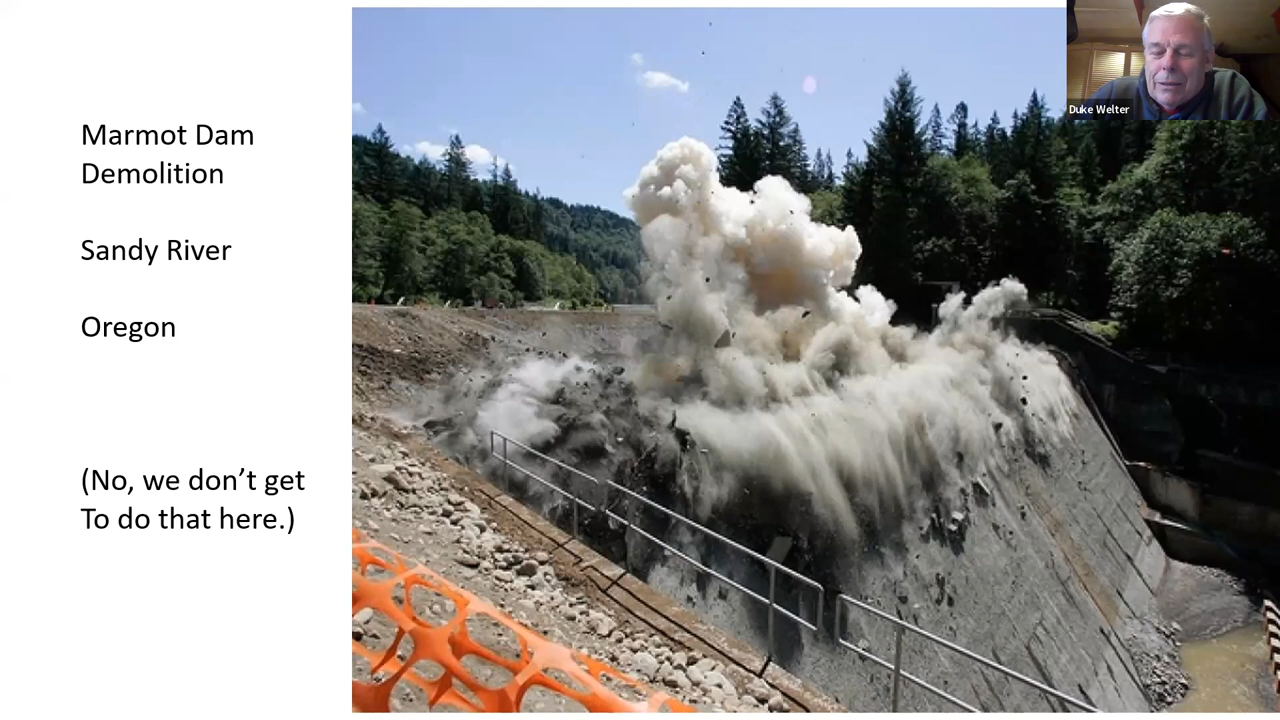 Marmot Dam
Demolition
Sandy River
Oregon
(No, we don’t get
To do that here.)
Duke Welter